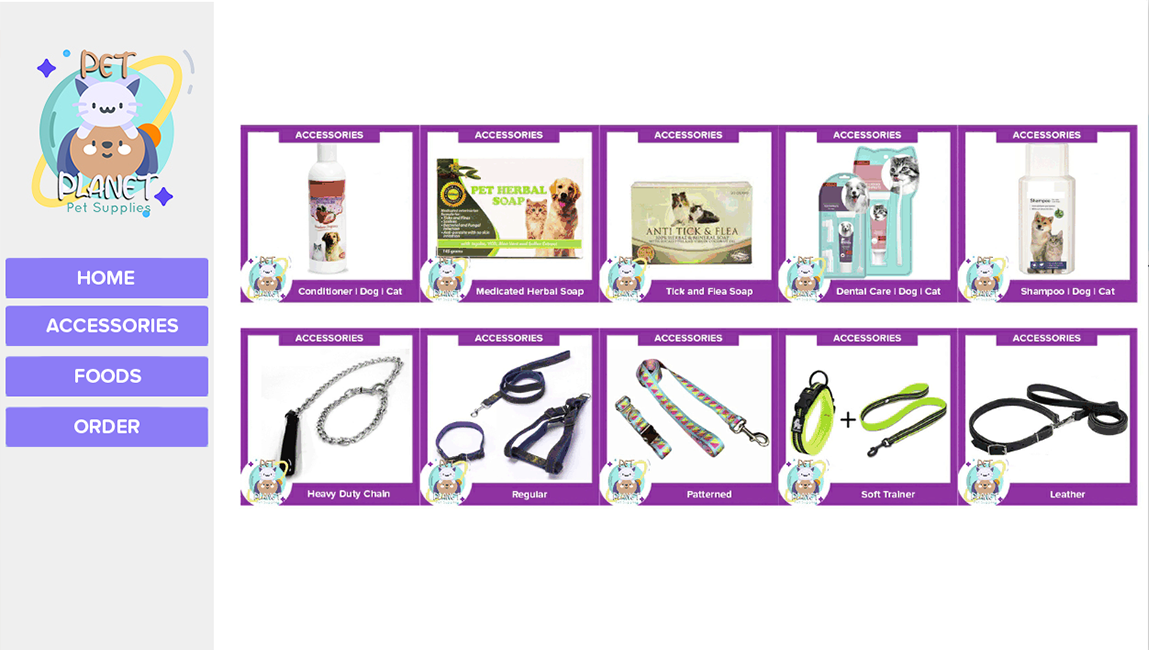 PET
PLANET
Pet Supplies
HOME
ACCESSORIES
FOODS
ORDER
ACCESSORIES
Conditioner | Dog | Cat
ACCESSORIES
PET HERBAL
SOAP
Medicated Herbal Soap
ACCESSORIES
ANTI TICK & FLEA
Tick and Flea Soap
ACCESSORIES
Dental Care | Dog | Cat
ACCESSORIES
Shampoo
Shampoo | Dog | Cat
ACCESSORIES
Heavy Duty Chain
ACCESSORIES
Regular
ACCESSORIES
Patterned
ACCESSORIES
+
Soft Trainer
ACCESSORIES
Leather